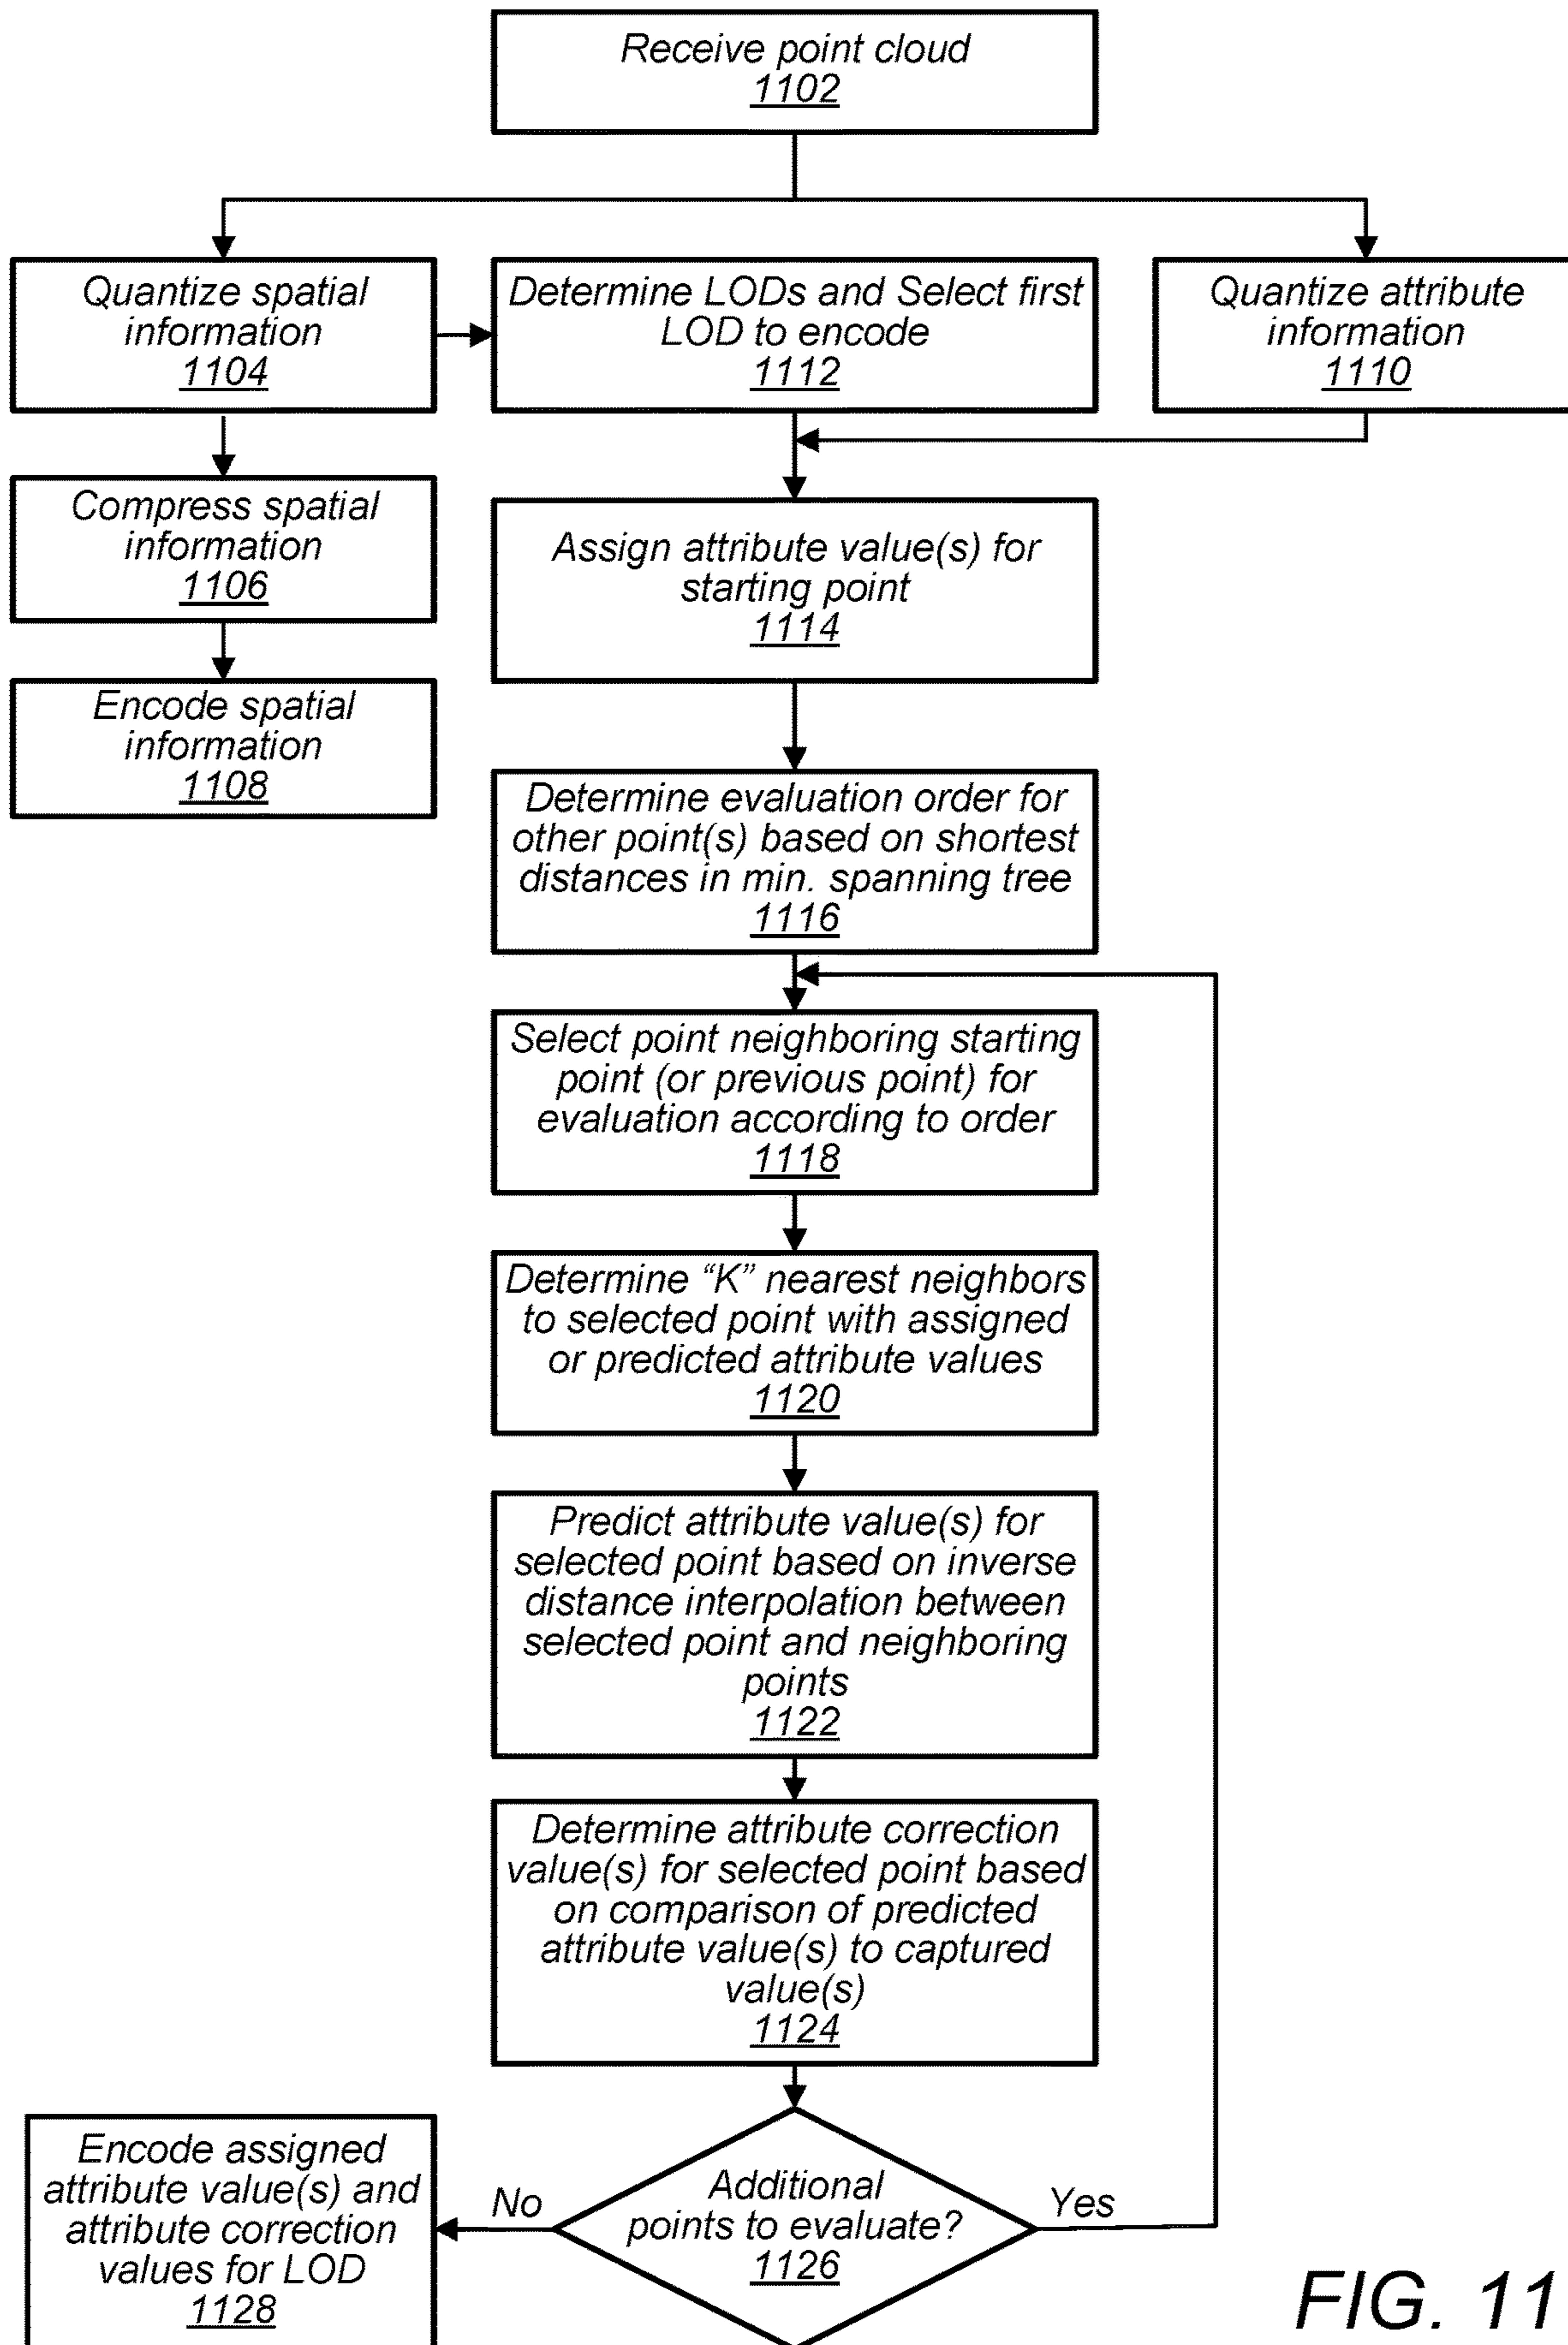 Receive point cloud
1102
Quantize spatial
information
1104
Determine LODs and Select first
LOD to encode
1112
Quantize attribute
information
1110
Compress spatial
information
1106
Encode spatial
information
1108
Assign attribute value(s) for
starting point
1114
Determine evaluation order for
other point(s) based on shortest
distances in min. spanning tree
1116
Select point neighboring starting
point (or previous point) for
evaluation according to order
1118
Determine “K” nearest neighbors
to selected point with assigned
or predicted attribute values
1120
Predict attribute value(s) for
selected point based on inverse
distance interpolation between
selected point and neighboring
points
1122
Determine attribute correction
value(s) for selected point based
on comparison of predicted
attribute value(s) to captured
value(s)
1124
Additional
points to evaluate?
1126
Yes
No
Encode assigned
attribute value(s) and
attribute correction
values for LOD
1128
FIG. 11